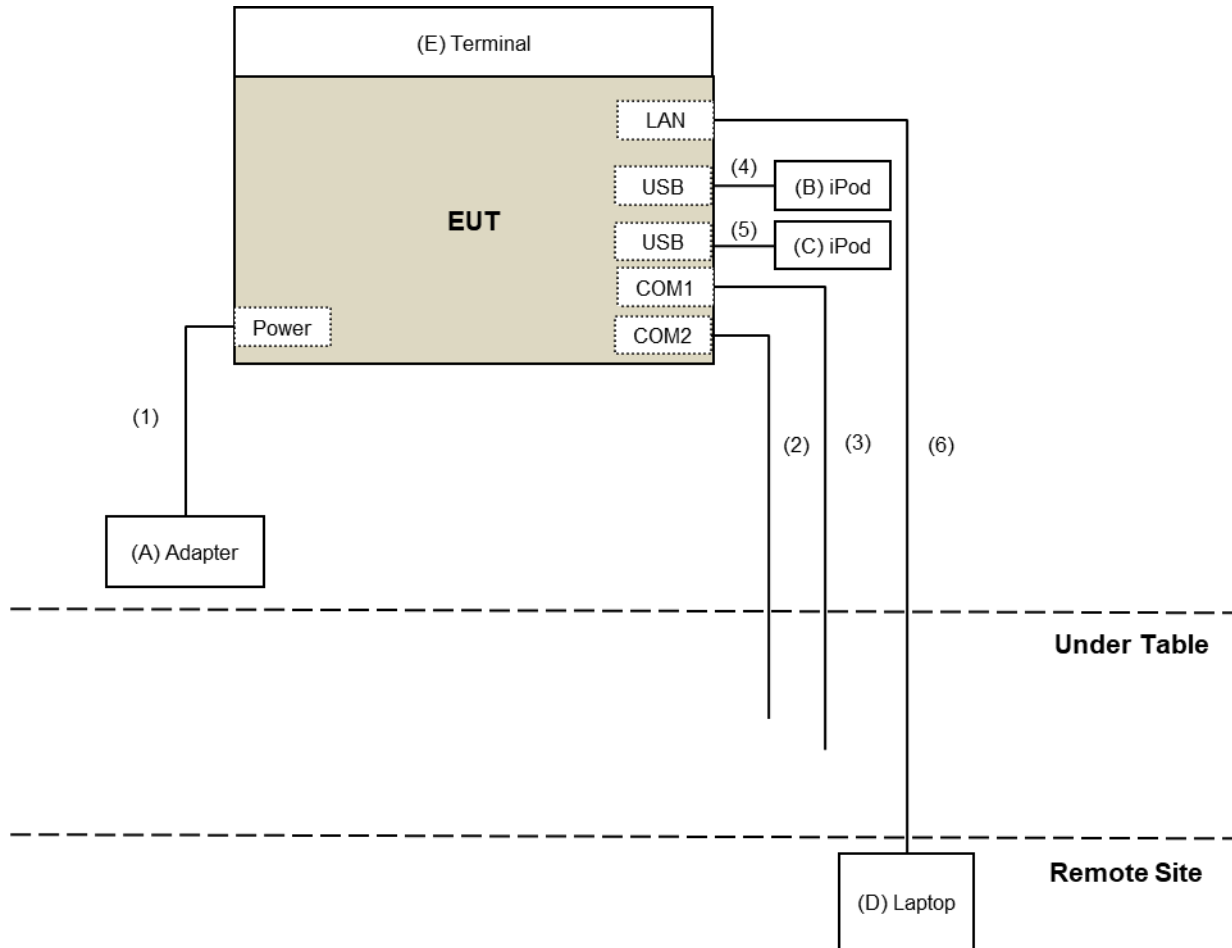 (E) Terminal
LAN
(4)
USB
(B) iPod
EUT
(5)
USB
(C) iPod
COM1
Power
COM2
(1)
(2)
(3)
(6)
(A) Adapter
Under Table
Remote Site
(D) Laptop